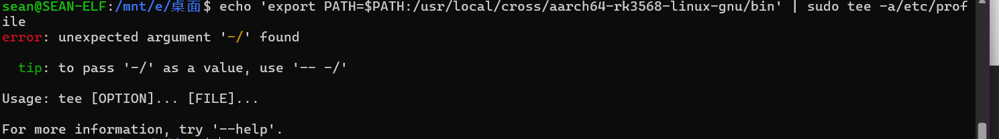 sean@SEAN-ELF:/mnt/e/桌面$ echo 'export PATH=$PATH:/usr/local/cross/aarch64-rk3568-linux-gnu/bin' | sudo tee -a/etc/prof
ile
error: unexpected argument '-/' found
tip: to pass '-/' as a value, use '-- -/'
Usage: tee [OPTION]... [FILE]...
For more information, try '--help'.